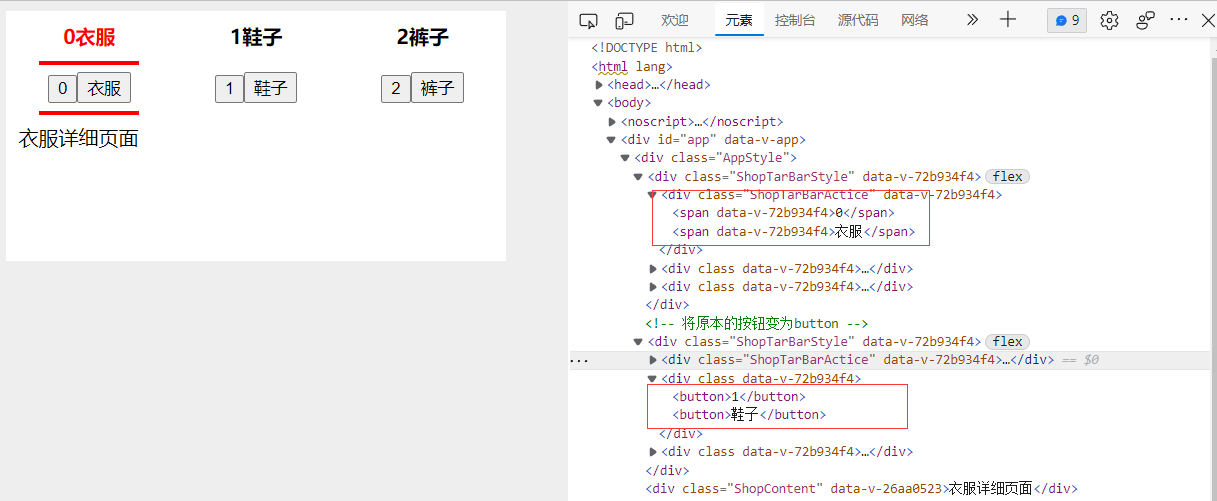 0衣服 1鞋子 2裤子
0 衣服 1 鞋子 2 裤子
衣服详细页面
欢迎 元素 控制台 源代码 网络 9
<!DOCTYPE html>
<html lang>
<head>…</head>
<body>
<noscript>…</noscript>
<div id="app" data-v-app>
<div class="AppStyle">
<div class="ShopTarBarStyle" data-v-72b934f4> flex
<div class="ShopTarBarActice" data-v-72b934f4>
<span data-v-72b934f4>0</span>
<span data-v-72b934f4>衣服</span>
</div>
<div class data-v-72b934f4>…</div>
<div class data-v-72b934f4>…</div>
</div>
<!-- 将原本的按钮变为button -->
<div class="ShopTarBarStyle" data-v-72b934f4> flex
··· <div class="ShopTarBarActice" data-v-72b934f4>…</div> == $0
<div class data-v-72b934f4>
<button>1</button>
<button>鞋子</button>
</div>
<div class data-v-72b934f4>…</div>
</div>
<div class="ShopContent" data-v-26aa0523>衣服详细页面</div>